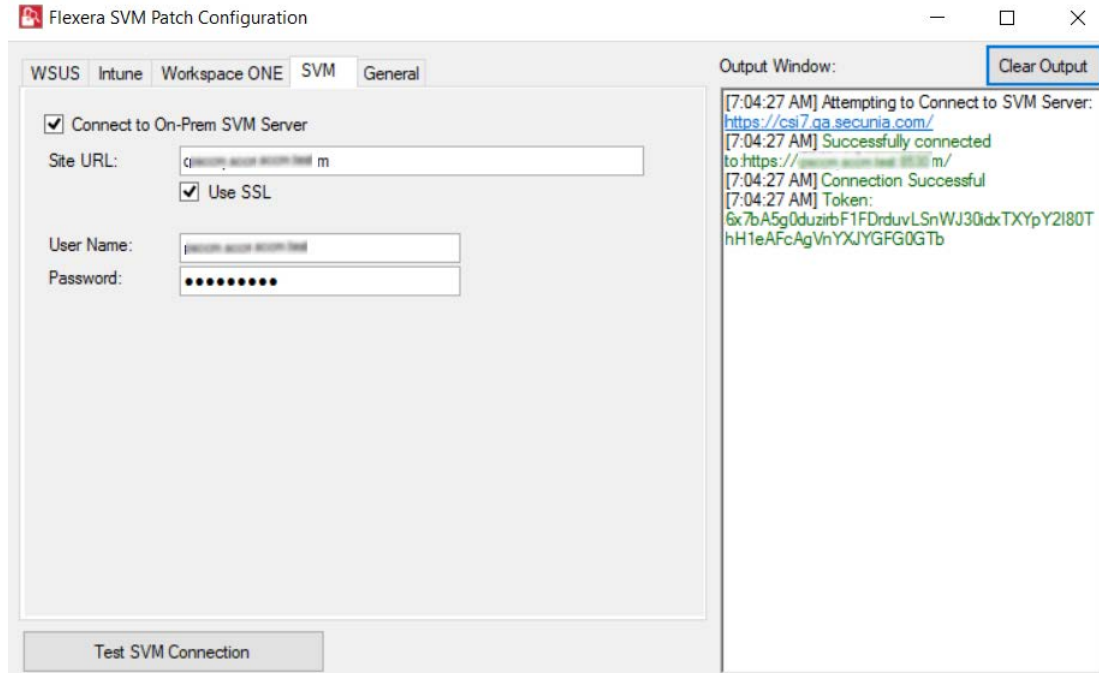 Flexera SVM Patch Configuration
WSUS Intune Workspace ONE SVM General
Connect to On-Prem SVM Server
Site URL: m
Use SSL
User Name:
Password: •••••••••
Test SVM Connection
Output Window: Clear Output
[7:04:27 AM] Attempting to Connect to SVM Server:
https://csi7.qa.secunia.com/
[7:04:27 AM] Successfully connected
to:https:// m/
[7:04:27 AM] Connection Successful
[7:04:27 AM] Token:
6x7bA5g0duzirbF1FDrduvLSnWJ30idxTXYpY2I80T
hH1eAFcAgVnYXJYGFG0GTb